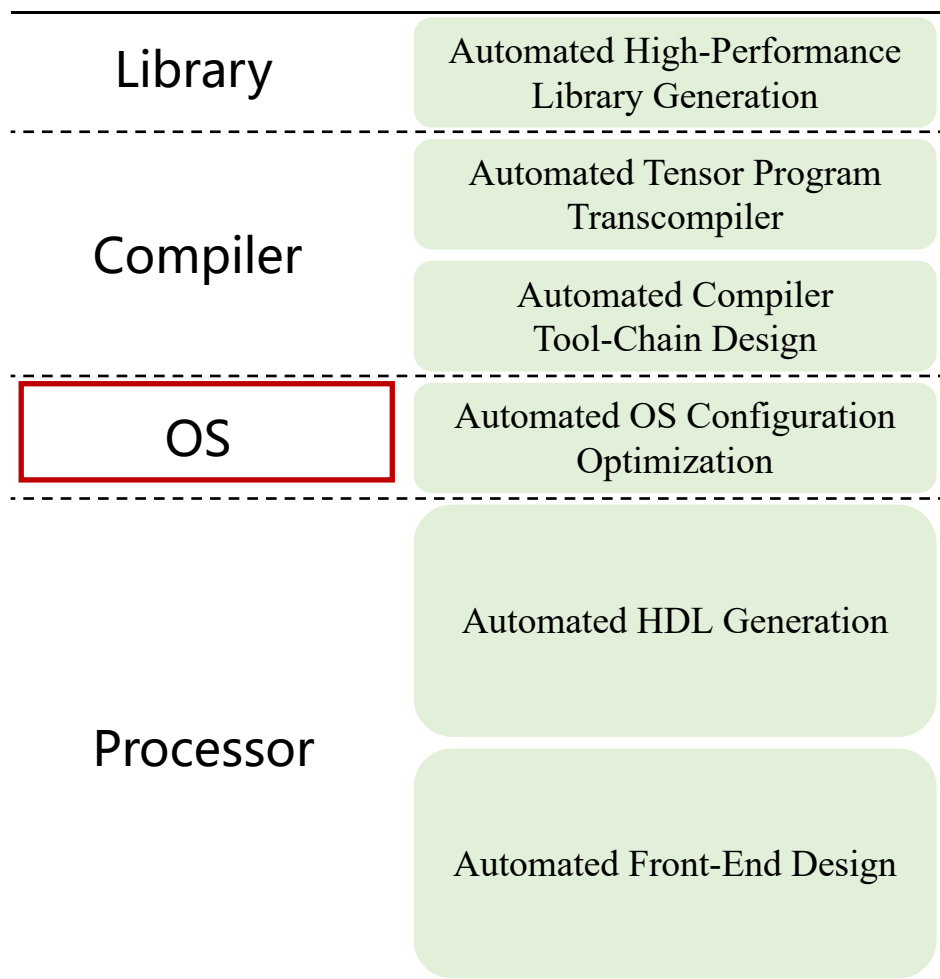 Library
Automated High-Performance
Library Generation
Compiler
Automated Tensor Program
Transcompiler
Automated Compiler
Tool-Chain Design
OS
Automated OS Configuration
Optimization
Processor
Automated HDL Generation
Automated Front-End Design